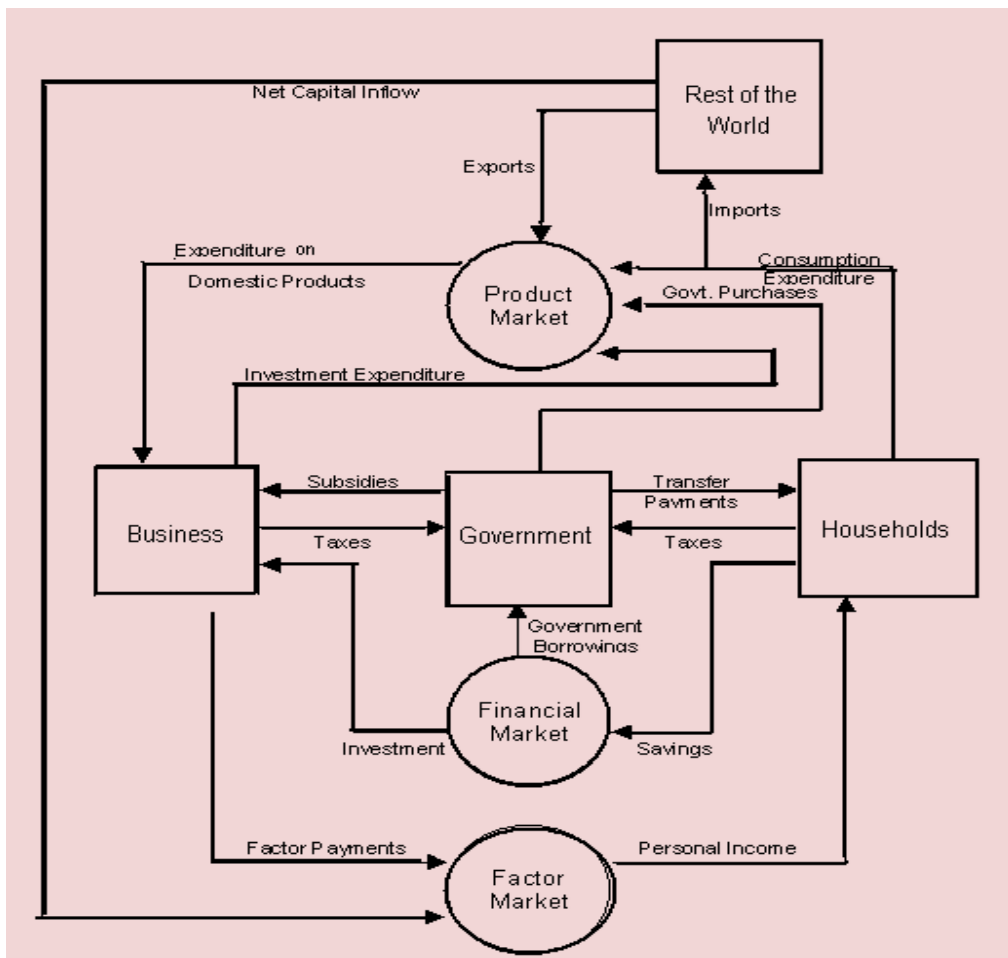 Rest of the
World
Net Capital Inflow
Exports
Imports
Expenditure on
Domestic Products
Consumption
Expenditure
Product
Market
Govt. Purchases
Investment Expenditure
Subsidies
Transfer
Payments
Business
Government
Households
Taxes
Taxes
Government
Borrowings
Financial
Market
Investment
Savings
Factor Payments
Personal Income
Factor
Market